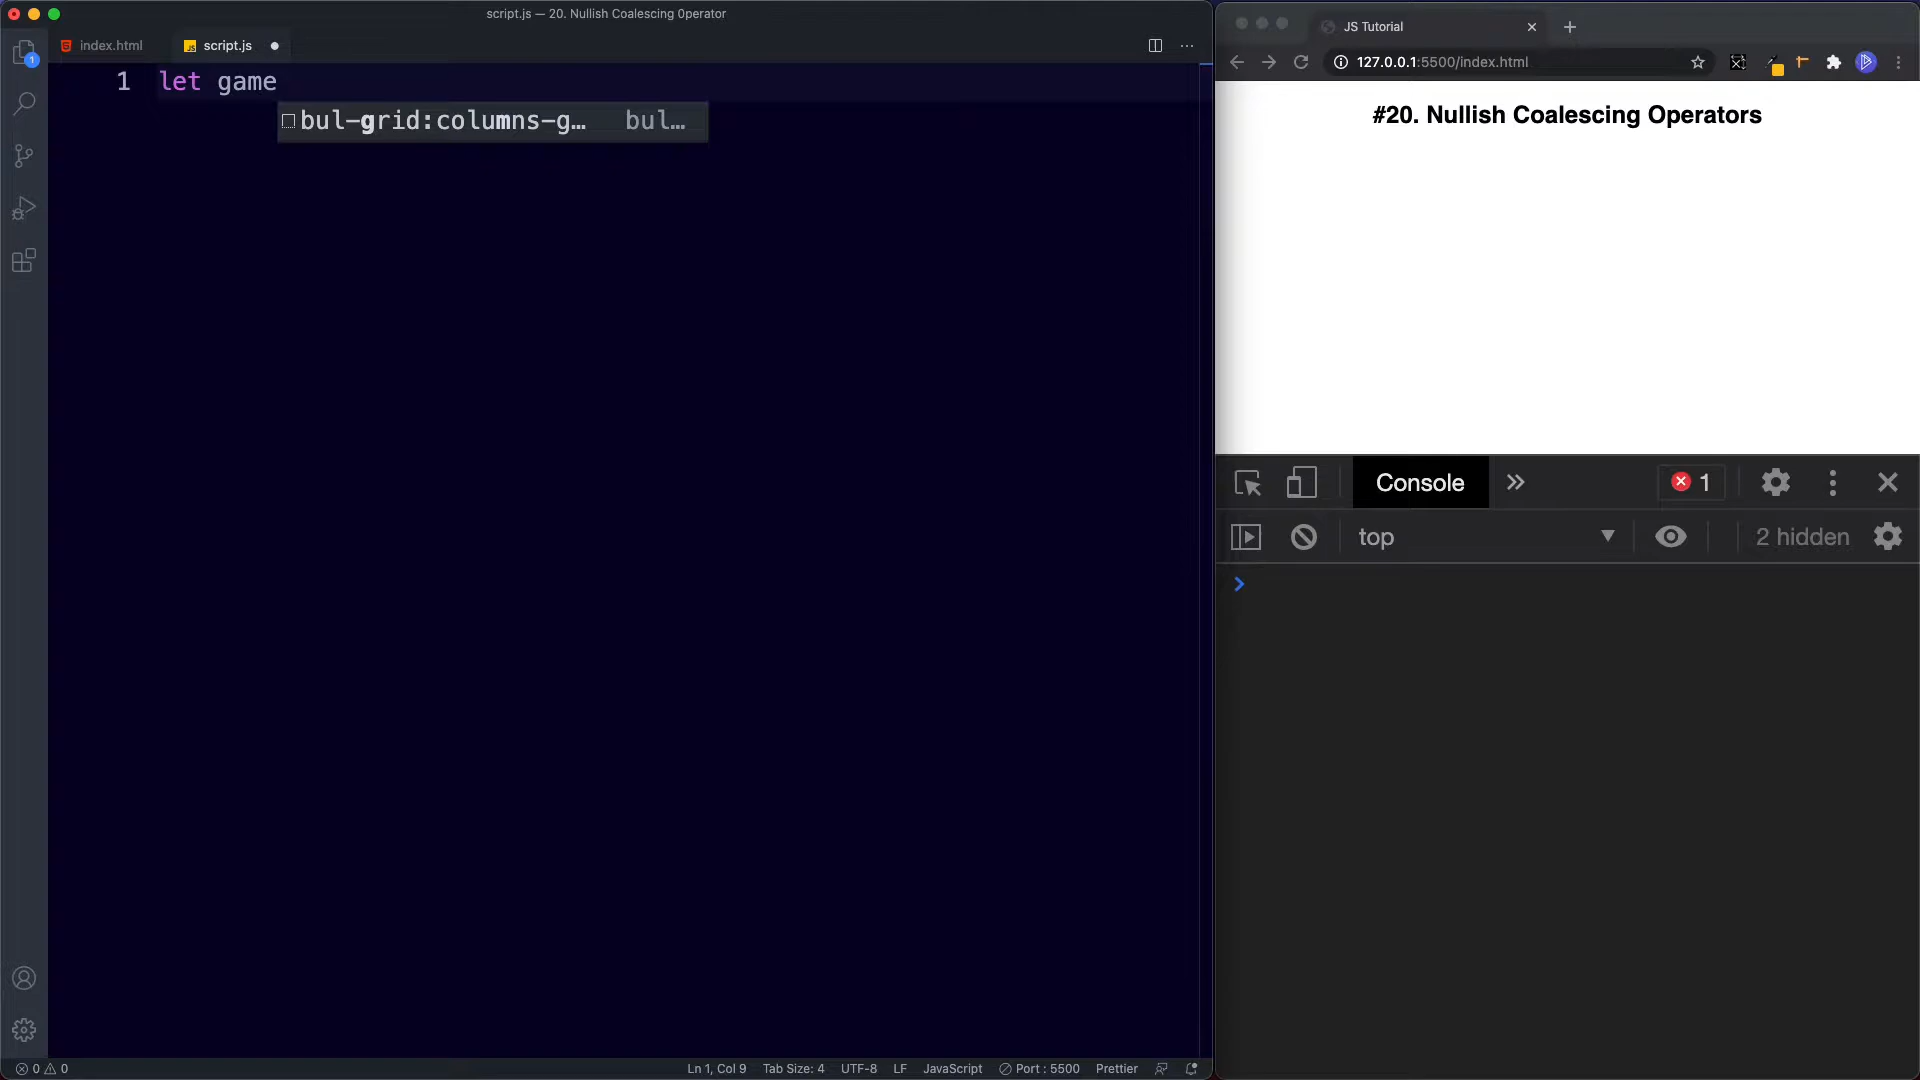 script.js — 20. Nullish Coalescing Operator
index.html
script.js
1
1 let game
bul-grid:columns-g… bul…
0 0
Ln 1, Col 9 Tab Size: 4 UTF-8 LF JavaScript Port : 5500 Prettier
JS Tutorial
127.0.0.1:5500/index.html
#20. Nullish Coalescing Operators
Console 1
top 2 hidden